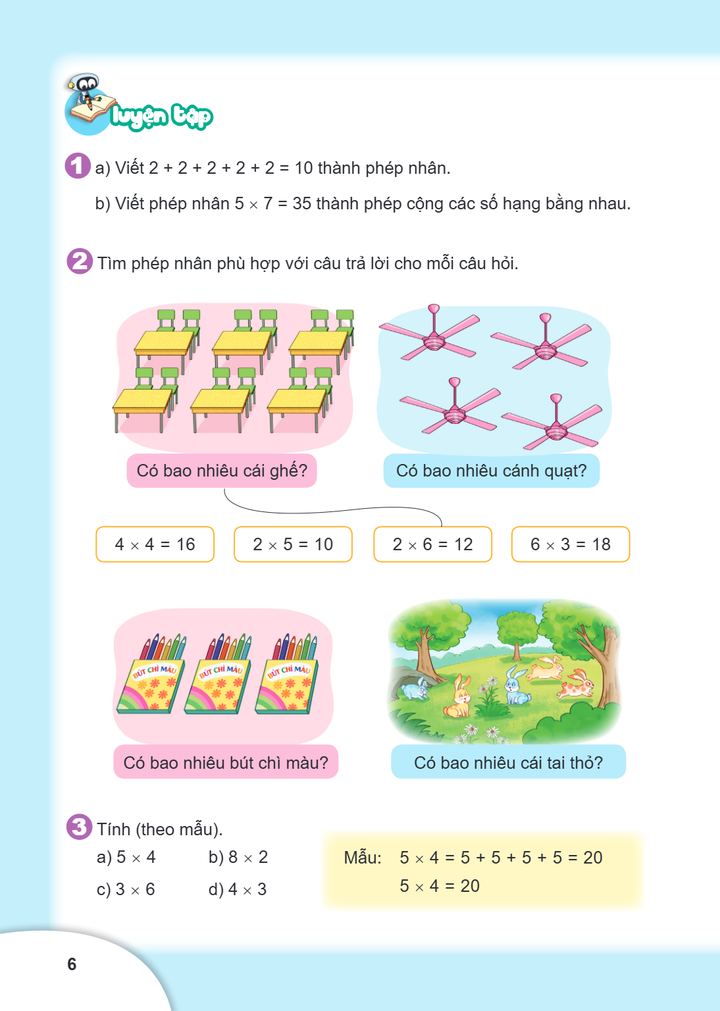 luyện tập
1 a) Viết 2 + 2 + 2 + 2 + 2 = 10 thành phép nhân.
b) Viết phép nhân 5 × 7 = 35 thành phép cộng các số hạng bằng nhau.
2 Tìm phép nhân phù hợp với câu trả lời cho mỗi câu hỏi.
Có bao nhiêu cái ghế? Có bao nhiêu cánh quạt?
4 × 4 = 16 2 × 5 = 10 2 × 6 = 12 6 × 3 = 18
BÚT CHÌ MÀU BÚT CHÌ MÀU BÚT CHÌ MÀU
Có bao nhiêu bút chì màu? Có bao nhiêu cái tai thỏ?
3 Tính (theo mẫu).
a) 5 × 4 b) 8 × 2 Mẫu: 5 × 4 = 5 + 5 + 5 + 5 = 20
c) 3 × 6 d) 4 × 3 5 × 4 = 20
6